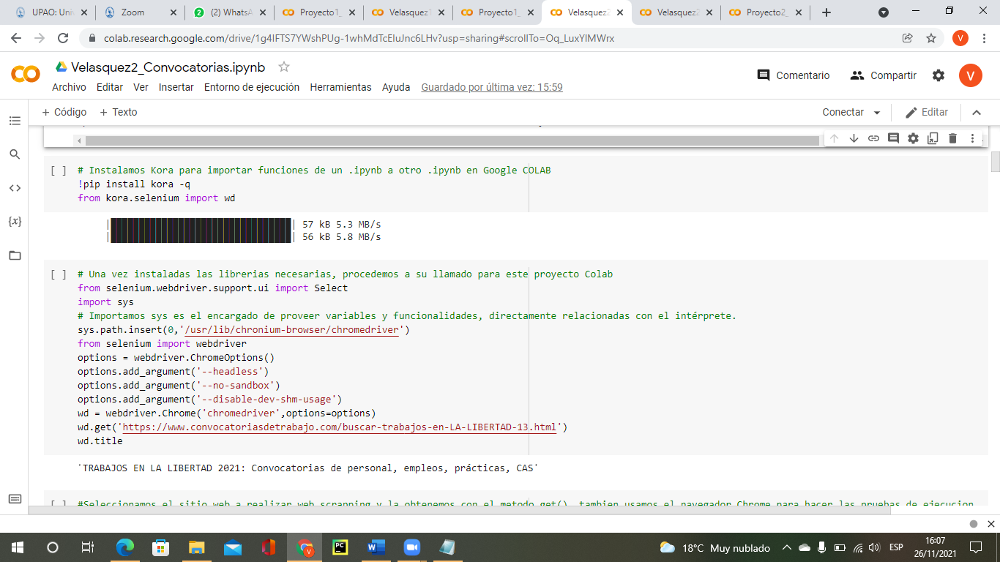 UPAO: Uni
Zoom
(2) WhatsA
Proyecto1_
Velasquez1
Proyecto1_
Velasquez2
Velasquez2
Proyecto2_
colab.research.google.com/drive/1g4lFTS7YWshPUg-1whMdTcEluJnc6LHv?usp=sharing#scrollTo=Oq_LuxYlMWrx
V
CO Velasquez2_Convocatorias.ipynb
Comentario Compartir V
Archivo Editar Ver Insertar Entorno de ejecución Herramientas Ayuda Guardado por última vez: 15:59
+ Código + Texto Conectar Editar
[ ] # Instalamos Kora para importar funciones de un .ipynb a otro .ipynb en Google COLAB
!pip install kora -q
from kora.selenium import wd
| | 57 kB 5.3 MB/s
| | 56 kB 5.8 MB/s
[ ] # Una vez instaladas las librerias necesarias, procedemos a su llamado para este proyecto Colab
from selenium.webdriver.support.ui import Select
import sys
# Importamos sys es el encargado de proveer variables y funcionalidades, directamente relacionadas con el intérprete.
sys.path.insert(0,'/usr/lib/chronium-browser/chromedriver')
from selenium import webdriver
options = webdriver.ChromeOptions()
options.add_argument('--headless')
options.add_argument('--no-sandbox')
options.add_argument('--disable-dev-shm-usage')
wd = webdriver.Chrome('chromedriver',options=options)
wd.get('https://www.convocatoriasdetrabajo.com/buscar-trabajos-en-LA-LIBERTAD-13.html')
wd.title
'TRABAJOS EN LA LIBERTAD 2021: Convocatorias de personal, empleos, prácticas, CAS'
[ ] #Seleccionamos el sitio web a realizar web scrapping y la obtenemos con el metodo get(), tambien usamos el navegador Chrome para hacer las pruebas de ejecucion
18°C Muy nublado
ESP
16:07
26/11/2021